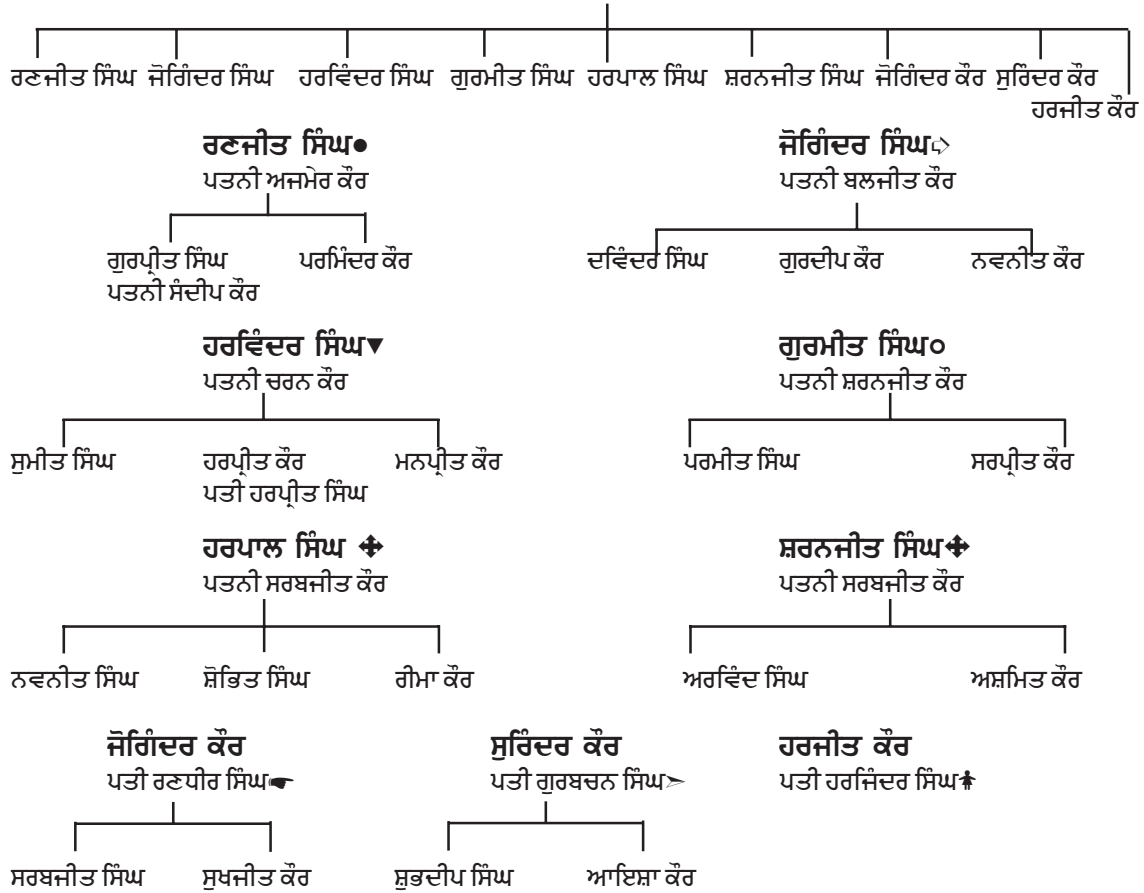 ਰਣਜੀਤ ਸਿੰਘ ਜੋਗਿੰਦਰ ਸਿੰਘ ਹਰਵਿੰਦਰ ਸਿੰਘ ਗੁਰਮੀਤ ਸਿੰਘ ਹਰਪਾਲ ਸਿੰਘ ਸ਼ਰਨਜੀਤ ਸਿੰਘ ਜੋਗਿੰਦਰ ਕੌਰ ਸੁਰਿੰਦਰ ਕੌਰ
ਹਰਜੀਤ ਕੌਰ
ਰਣਜੀਤ ਸਿੰਘ● ਜੋਗਿੰਦਰ ਸਿੰਘ➪
ਪਤਨੀ ਅਜਮੇਰ ਕੌਰ ਪਤਨੀ ਬਲਜੀਤ ਕੌਰ
ਗੁਰਪ੍ਰੀਤ ਸਿੰਘ ਪਰਮਿੰਦਰ ਕੌਰ ਦਵਿੰਦਰ ਸਿੰਘ ਗੁਰਦੀਪ ਕੌਰ ਨਵਨੀਤ ਕੌਰ
ਪਤਨੀ ਸੰਦੀਪ ਕੌਰ
ਹਰਵਿੰਦਰ ਸਿੰਘ▼ ਗੁਰਮੀਤ ਸਿੰਘ○
ਪਤਨੀ ਚਰਨ ਕੌਰ ਪਤਨੀ ਸ਼ਰਨਜੀਤ ਕੌਰ
ਸੁਮੀਤ ਸਿੰਘ ਹਰਪ੍ਰੀਤ ਕੌਰ ਮਨਪ੍ਰੀਤ ਕੌਰ ਪਰਮੀਤ ਸਿੰਘ ਸਰਪ੍ਰੀਤ ਕੌਰ
ਪਤੀ ਹਰਪ੍ਰੀਤ ਸਿੰਘ
ਹਰਪਾਲ ਸਿੰਘ ✥ ਸ਼ਰਨਜੀਤ ਸਿੰਘ✥
ਪਤਨੀ ਸਰਬਜੀਤ ਕੌਰ ਪਤਨੀ ਸਰਬਜੀਤ ਕੌਰ
ਨਵਨੀਤ ਸਿੰਘ ਸ਼ੋਭਿਤ ਸਿੰਘ ਰੀਮਾ ਕੌਰ ਅਰਵਿੰਦ ਸਿੰਘ ਅਸ਼ਮਿਤ ਕੌਰ
ਜੋਗਿੰਦਰ ਕੌਰ ਸੁਰਿੰਦਰ ਕੌਰ ਹਰਜੀਤ ਕੌਰ
ਪਤੀ ਰਣਧੀਰ ਸਿੰਘ☛ ਪਤੀ ਗੁਰਬਚਨ ਸਿੰਘ➣ ਪਤੀ ਹਰਜਿੰਦਰ ਸਿੰਘ
ਸਰਬਜੀਤ ਸਿੰਘ ਸੁਖਜੀਤ ਕੌਰ ਸ਼ੁਭਦੀਪ ਸਿੰਘ ਆਇਸ਼ਾ ਕੌਰ